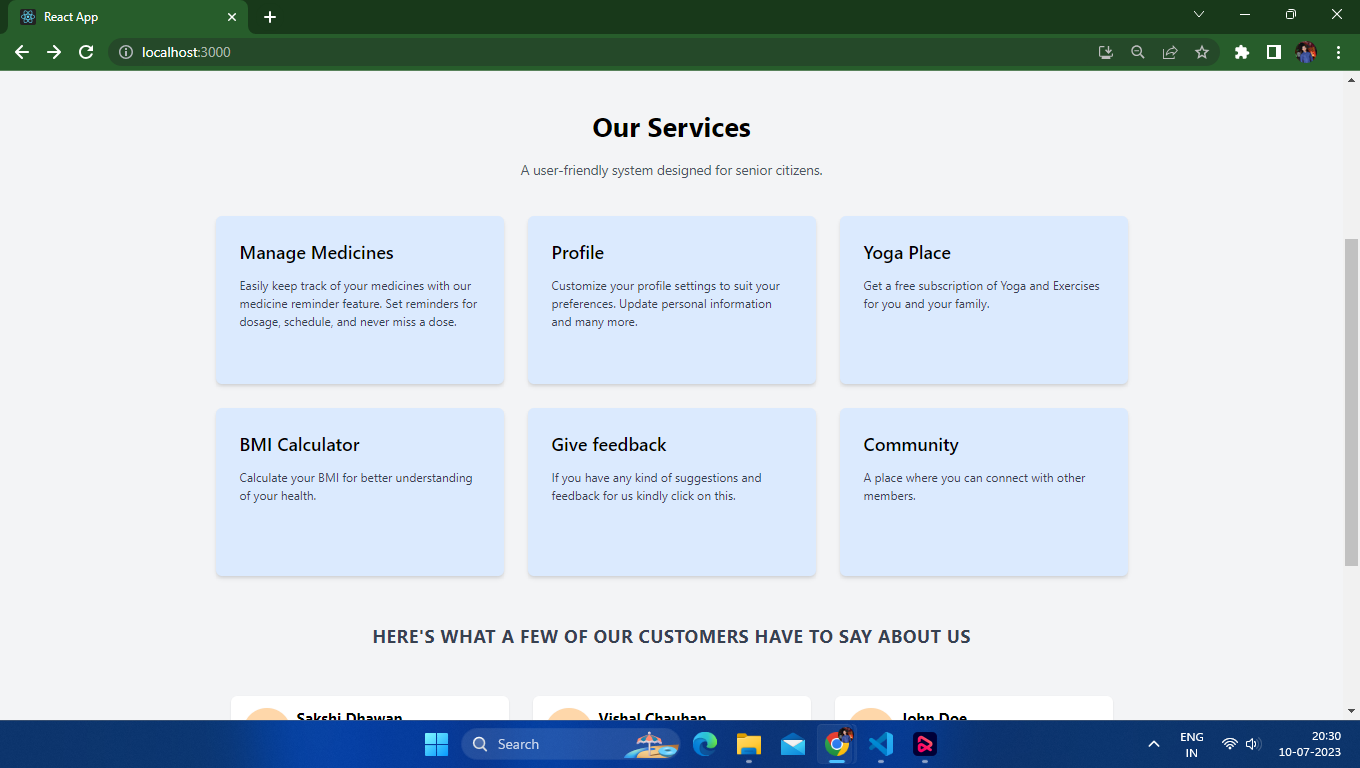 React App
localhost:3000
Our Services
A user-friendly system designed for senior citizens.
Manage Medicines
Easily keep track of your medicines with our
medicine reminder feature. Set reminders for
dosage, schedule, and never miss a dose.
Profile
Customize your profile settings to suit your
preferences. Update personal information
and many more.
Yoga Place
Get a free subscription of Yoga and Exercises
for you and your family.
BMI Calculator
Calculate your BMI for better understanding
of your health.
Give feedback
If you have any kind of suggestions and
feedback for us kindly click on this.
Community
A place where you can connect with other
members.
HERE'S WHAT A FEW OF OUR CUSTOMERS HAVE TO SAY ABOUT US
Sakshi Dhawan
Vishal Chauhan
John Doe
Search
ENG
IN
20:30
10-07-2023